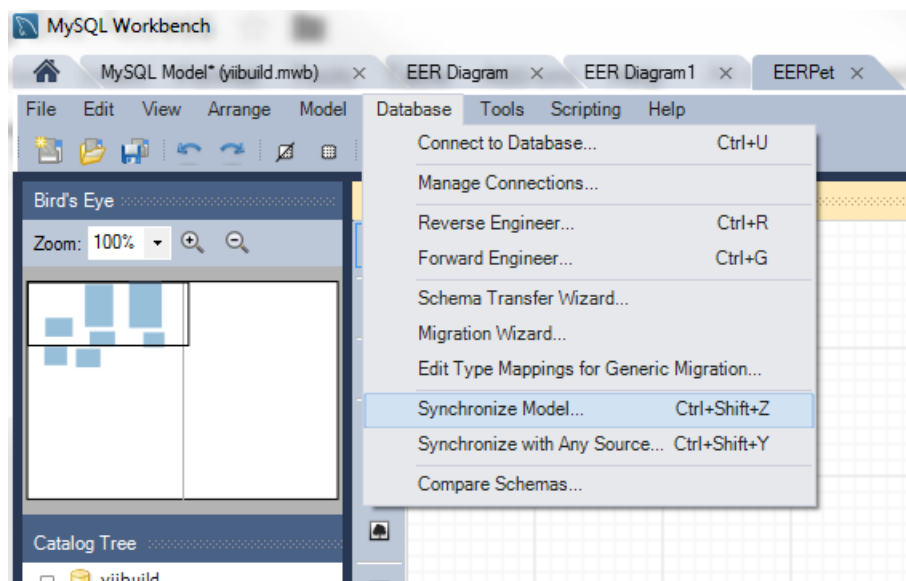 MySQL Workbench
MySQL Model* (yiibuild.mwb) × EER Diagram × EER Diagram1 × EERPet ×
File Edit View Arrange Model Database Tools Scripting Help
Connect to Database... Ctrl+U
Manage Connections...
Bird's Eye
Reverse Engineer... Ctrl+R
Zoom: 100%
Forward Engineer... Ctrl+G
Schema Transfer Wizard...
Migration Wizard...
Edit Type Mappings for Generic Migration...
Synchronize Model... Ctrl+Shift+Z
Synchronize with Any Source... Ctrl+Shift+Y
Compare Schemas...
Catalog Tree
yiibuild